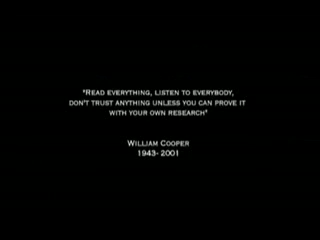 "READ EVERYTHING, LISTEN TO EVERYBODY,
DON'T TRUST ANYTHING UNLESS YOU CAN PROVE IT
WITH YOUR OWN RESEARCH"
WILLIAM COOPER
1943- 2001